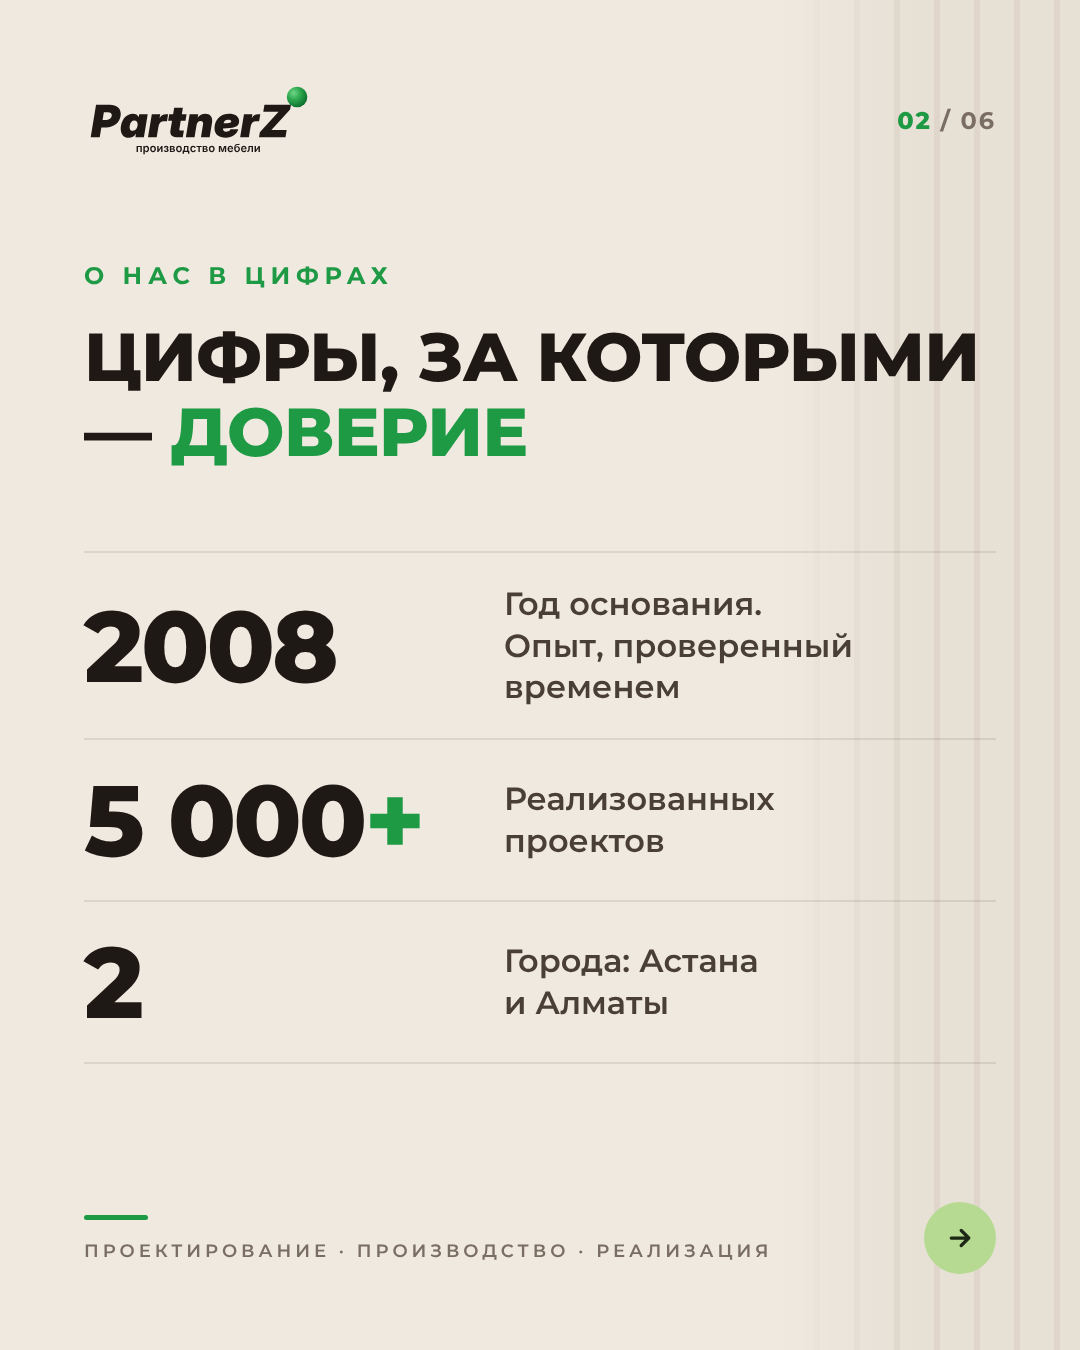 PartnerZ
производство мебели
02 / 06
О НАС В ЦИФРАХ
ЦИФРЫ, ЗА КОТОРЫМИ
— ДОВЕРИЕ
2008
Год основания.
Опыт, проверенный
временем
5 000+
Реализованных
проектов
2
Города: Астана
и Алматы
ПРОЕКТИРОВАНИЕ · ПРОИЗВОДСТВО · РЕАЛИЗАЦИЯ